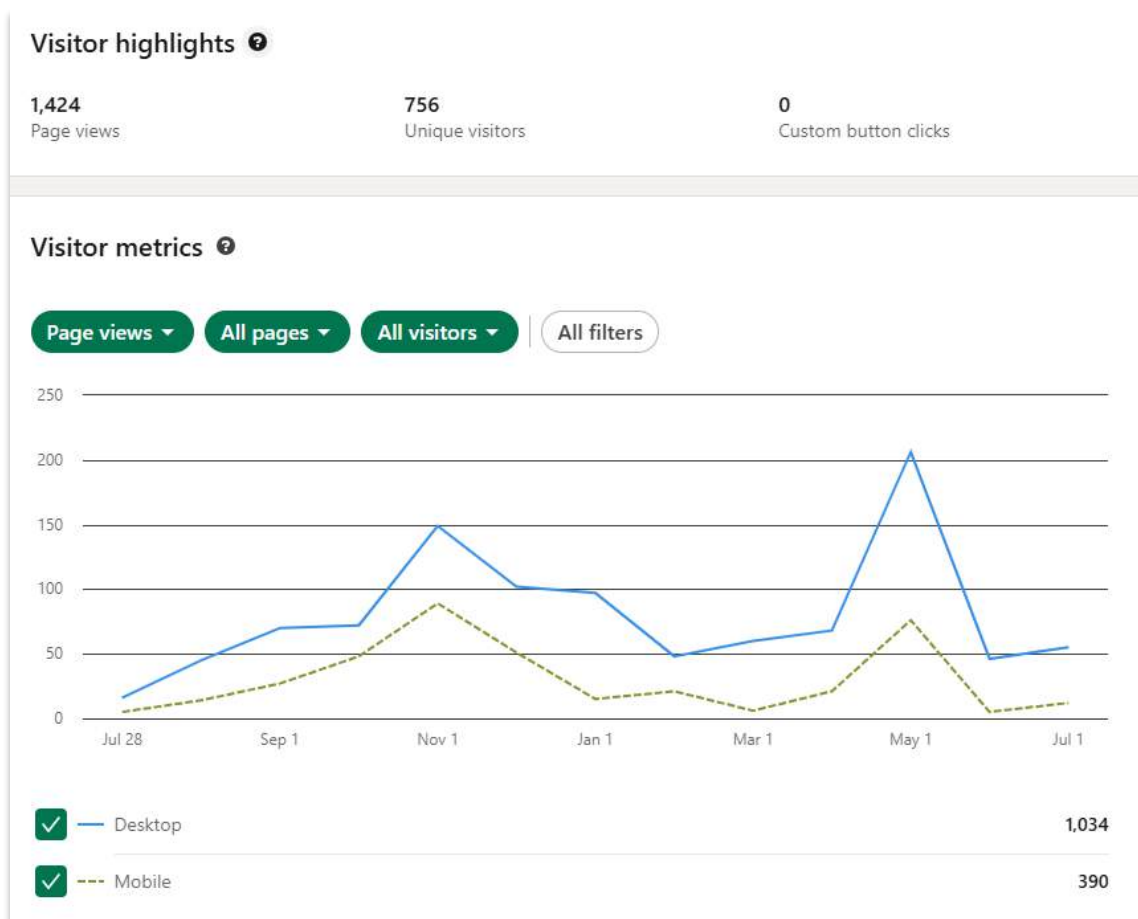 Visitor highlights ?
1,424 756 0
Page views Unique visitors Custom button clicks
Visitor metrics ?
Page views All pages All visitors All filters
250
200
150
100
50
0
Jul 28 Sep 1 Nov 1 Jan 1 Mar 1 May 1 Jul 1
Desktop 1,034
Mobile 390